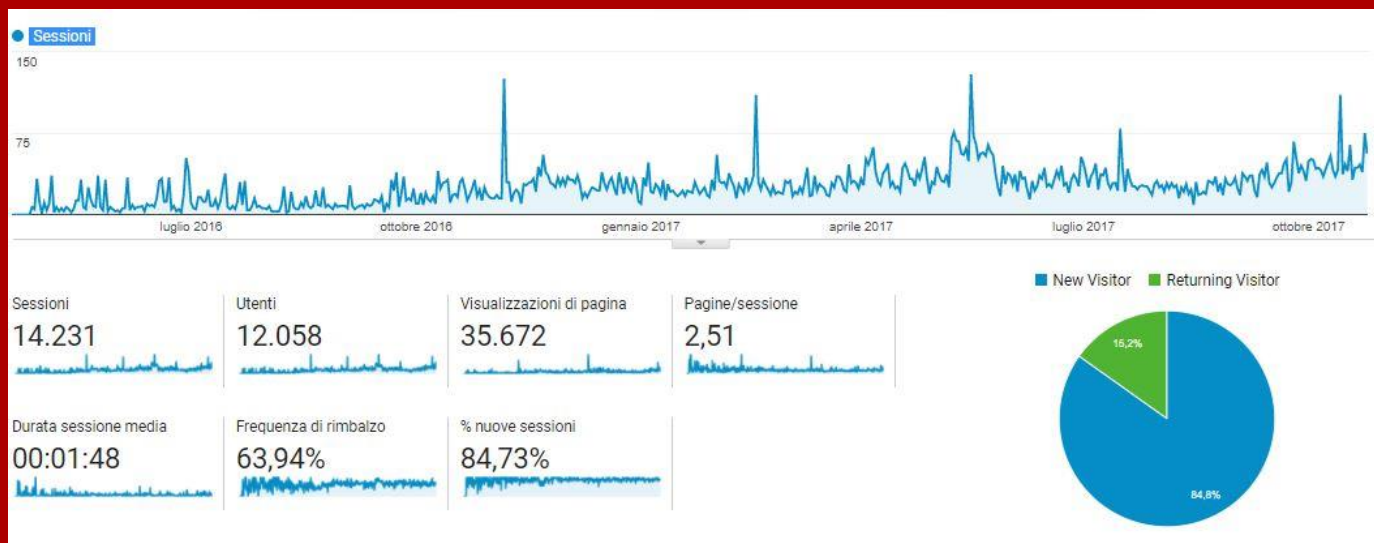 Sessioni
150
75
luglio 2016 ottobre 2016 gennaio 2017 aprile 2017 luglio 2017 ottobre 2017
New Visitor Returning Visitor
Sessioni Utenti Visualizzazioni di pagina Pagine/sessione
14.231 12.058 35.672 2,51
15,2%
Durata sessione media Frequenza di rimbalzo % nuove sessioni
00:01:48 63,94% 84,73%
84,8%